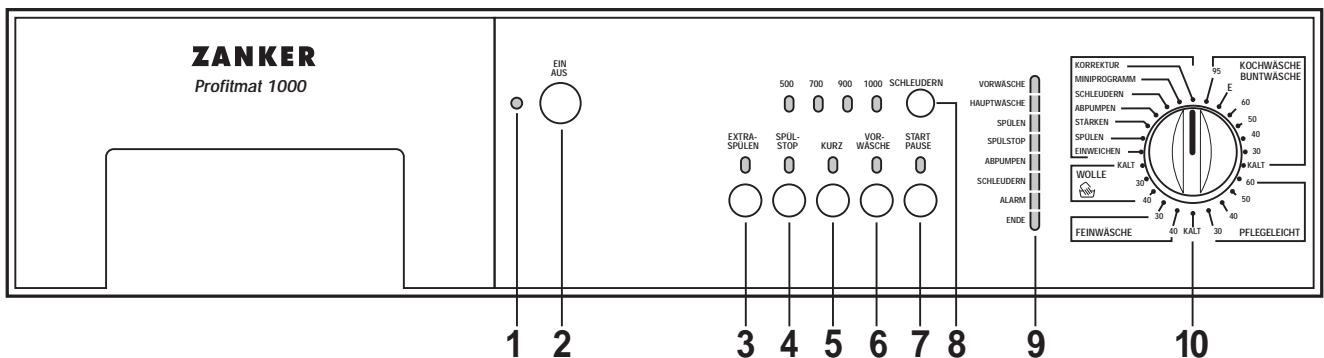 ZANKER
Profitmat 1000
EIN
AUS
500 700 900 1000 SCHLEUDERN
EXTRA-
SPÜLEN
SPÜL-
STOP
KURZ
VOR-
WÄSCHE
START
PAUSE
VORWÄSCHE
HAUPTWÄSCHE
SPÜLEN
SPÜLSTOP
ABPUMPEN
SCHLEUDERN
ALARM
ENDE
KORREKTUR
MINIPROGRAMM
SCHLEUDERN
ABPUMPEN
STÄRKEN
SPÜLEN
EINWEICHEN
KOCHWÄSCHE
BUNTWÄSCHE
95
E
60
50
40
30
KALT
60
50
40
30
PFLEGELEICHT
KALT
40
30
FEINWÄSCHE
40
30
KALT
WOLLE
1 2 3 4 5 6 7 8 9 10